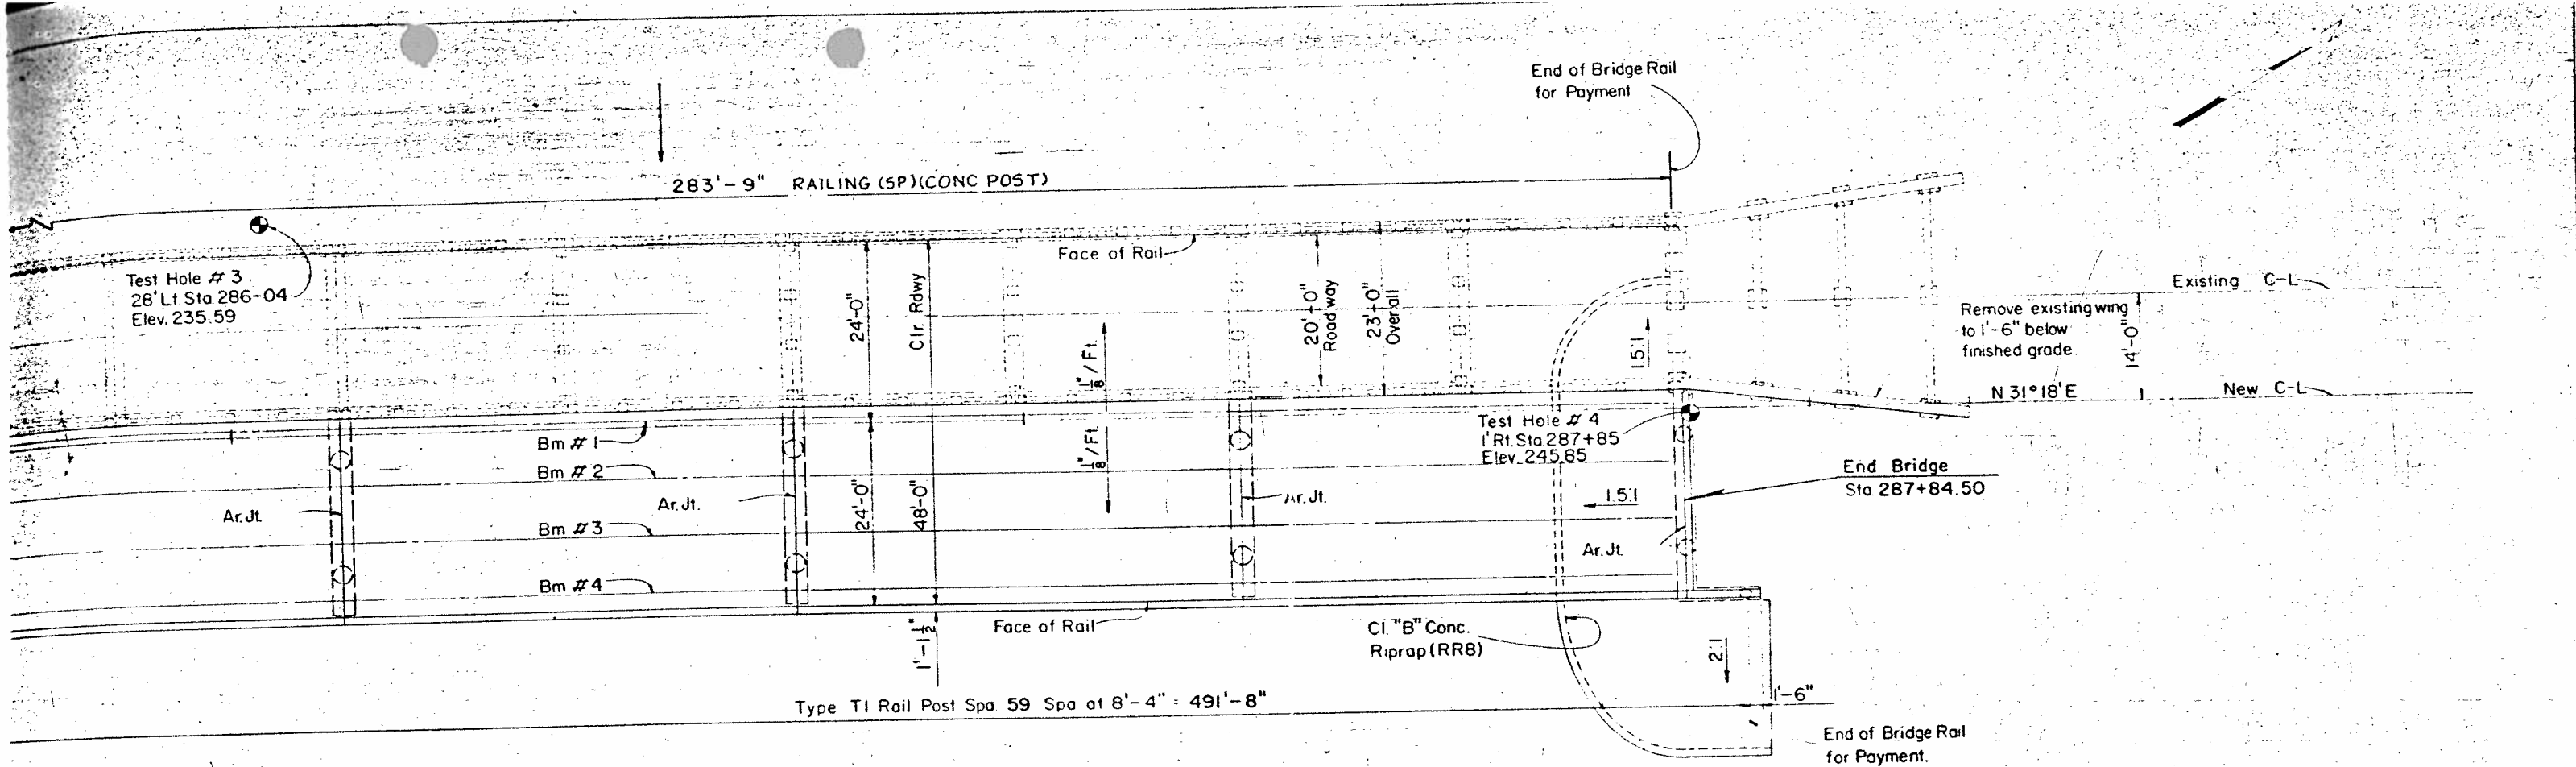 End of Bridge Rail
for Payment
283'-9" RAILING (SP)(CONC POST)
Face of Rail
Test Hole # 3
28' Lt Sta. 286-04
Elev. 235.59
24'-0"
Clr. Rdwy
1/8" / Ft.
20'-0"
Roadway
23'-0"
Overall
1.5:1
Existing C-L
Remove existing wing
to 1'-6" below
finished grade.
14'-0"
N 31°18' E
New C-L
Test Hole # 4
1' Rt. Sta. 287+85
Elev. 245.85
Bm # 1
Bm # 2
Bm # 3
Bm # 4
Ar. Jt.
Ar. Jt.
24'-0"
48'-0"
1/8" / Ft.
Ar. Jt.
1.5:1
Ar. Jt.
End Bridge
Sta. 287+84.50
Face of Rail
1'-1 1/2"
Cl. "B" Conc.
Riprap (RR8)
2:1
Type T1 Rail Post Spa. 59 Spa at 8'-4" = 491'-8"
1'-6"
End of Bridge Rail
for Payment.